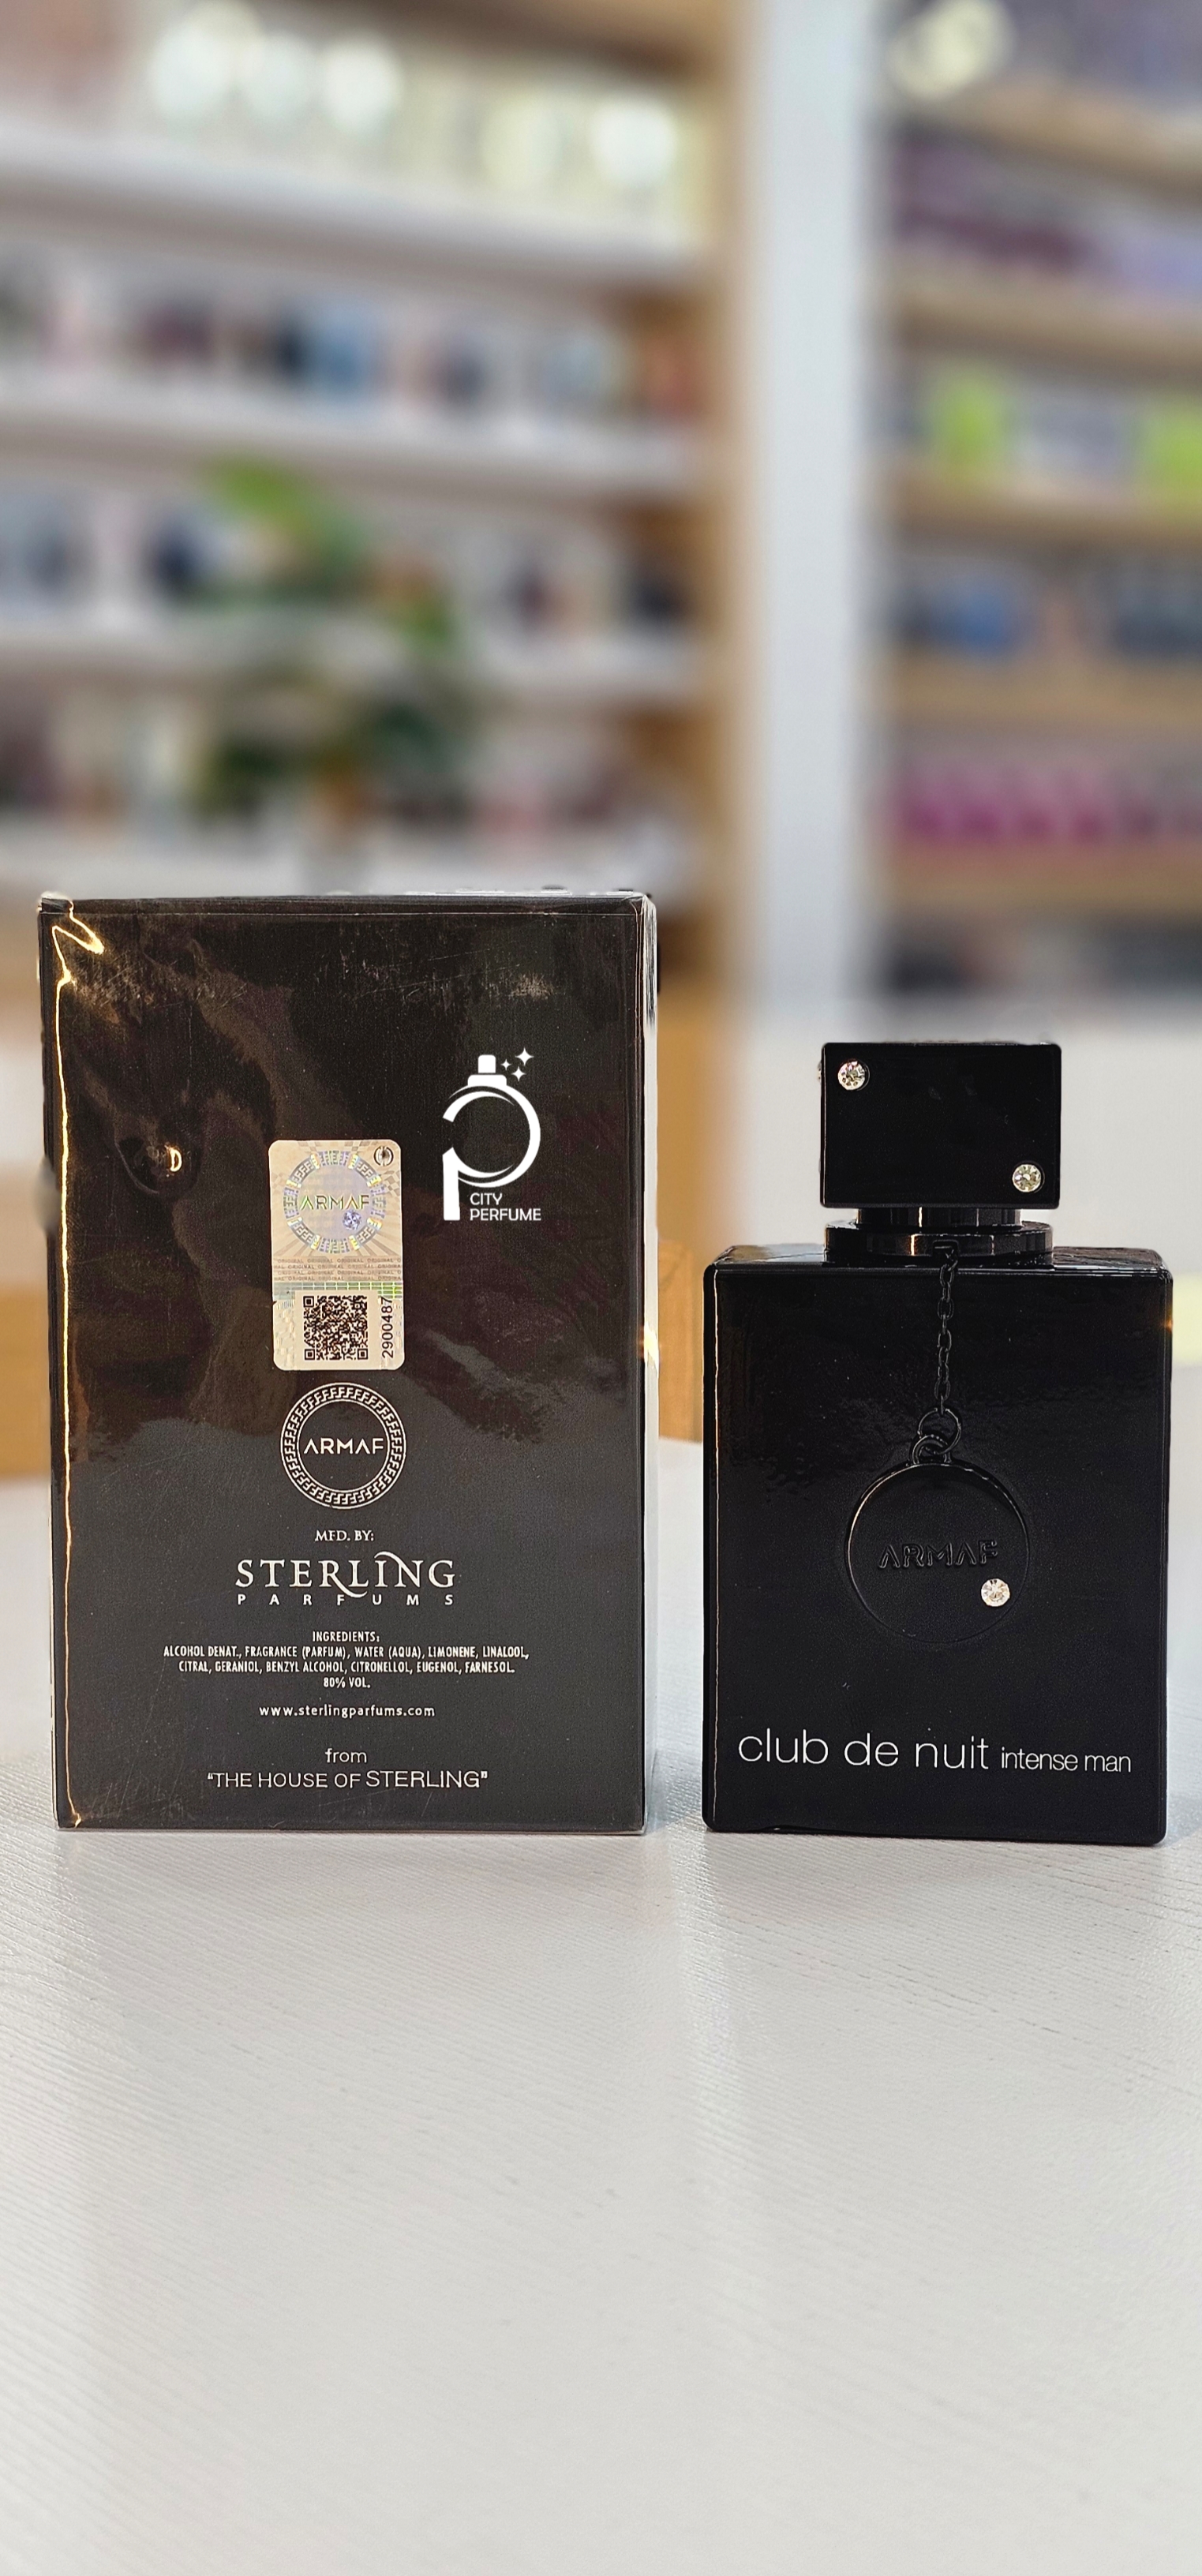 CITY
PERFUME
ARMAF
2900487
ARMAF
MFD. BY:
STERLING
PARFUMS
INGREDIENTS:
ALCOHOL DENAT., FRAGRANCE (PARFUM), WATER (AQUA), LIMONENE, LINALOOL,
CITRAL, GERANIOL, BENZYL ALCOHOL, CITRONELLOL, EUGENOL, FARNESOL.
80% VOL.
www.sterlingparfums.com
from
"THE HOUSE OF STERLING"
ARMAF
club de nuit intense man